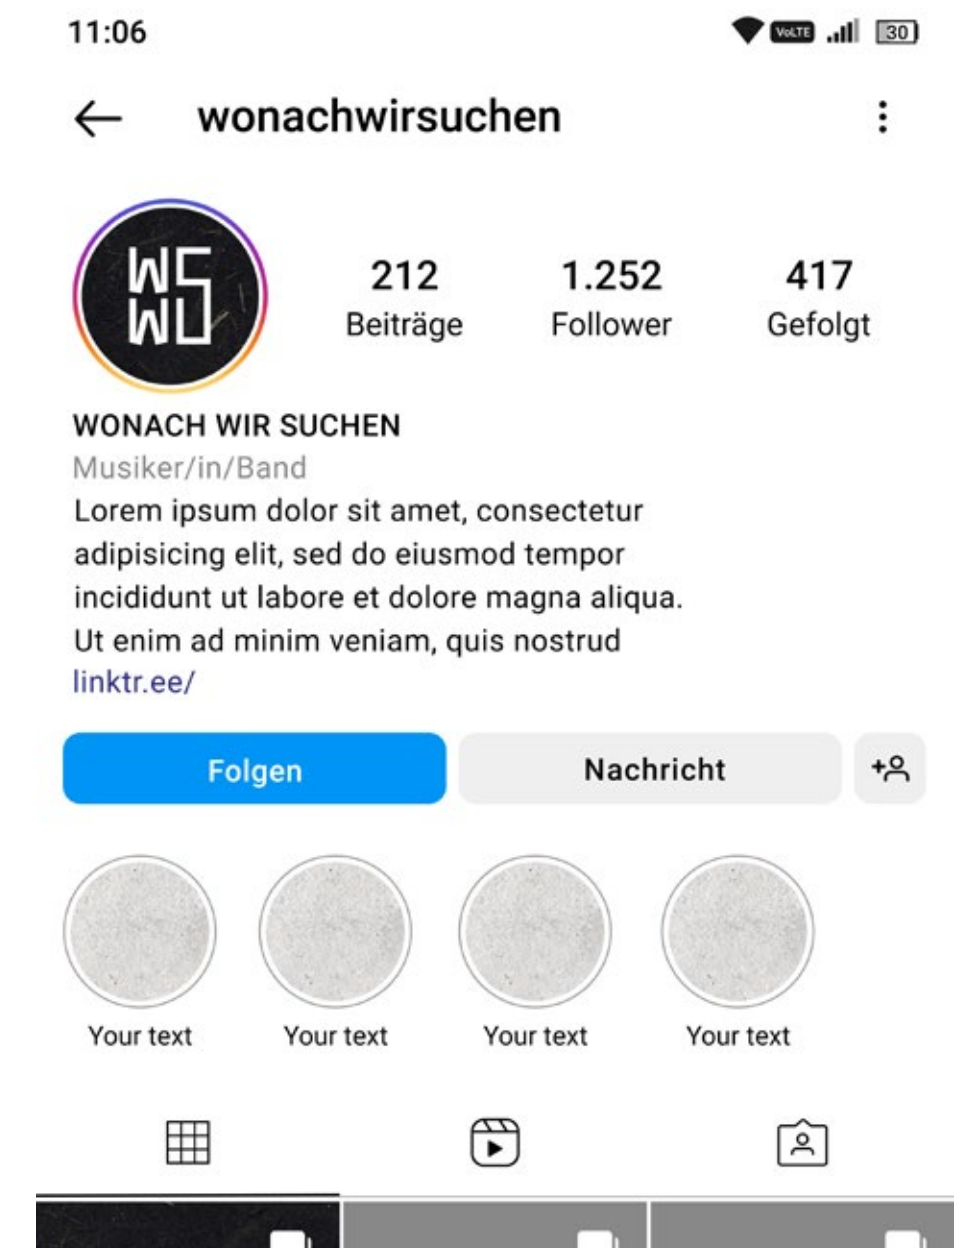 11:06
VoLTE
30
wonachwirsuchen
WS
WU
212
1.252
417
Beiträge
Follower
Gefolgt
WONACH WIR SUCHEN
Musiker/in/Band
Lorem ipsum dolor sit amet, consectetur
adipisicing elit, sed do eiusmod tempor
incididunt ut labore et dolore magna aliqua.
Ut enim ad minim veniam, quis nostrud
linktr.ee/
Folgen
Nachricht
Your text
Your text
Your text
Your text